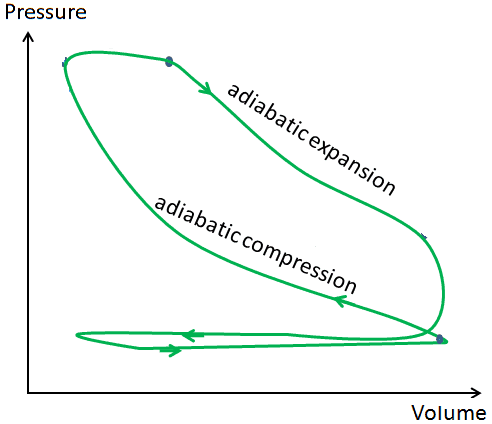 Pressure
adiabatic expansion
adiabatic compression
Volume